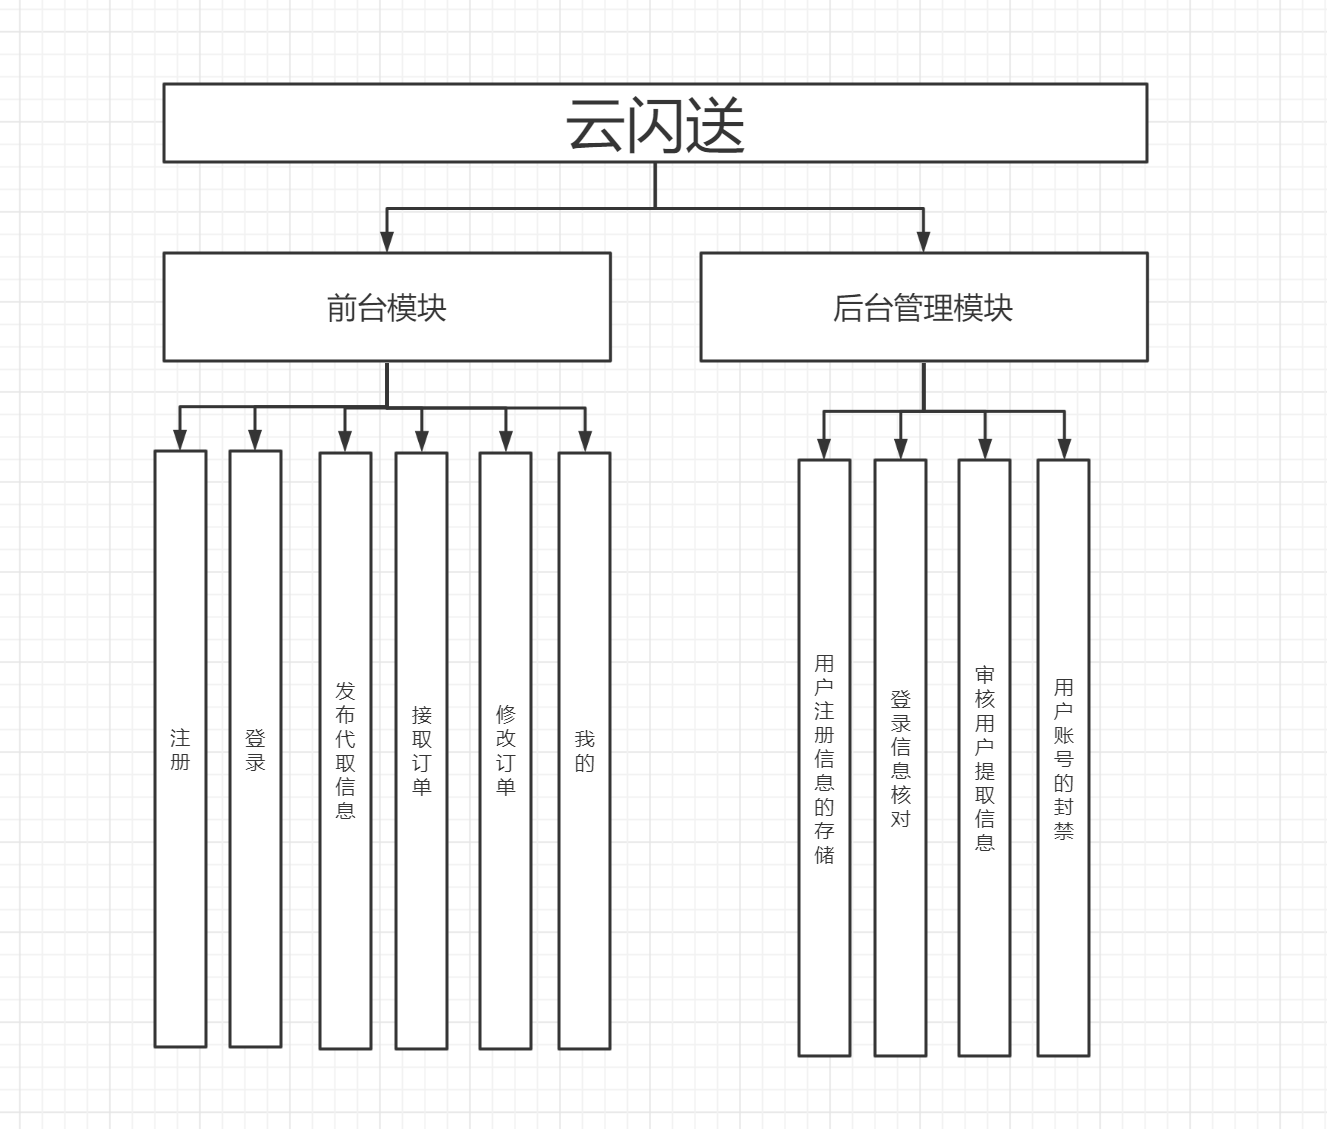 云闪送
前台模块
后台管理模块
注册
登录
发布代取信息
接取订单
修改订单
我的
用户注册信息的存储
登录信息核对
审核用户提取信息
用户账号的封禁